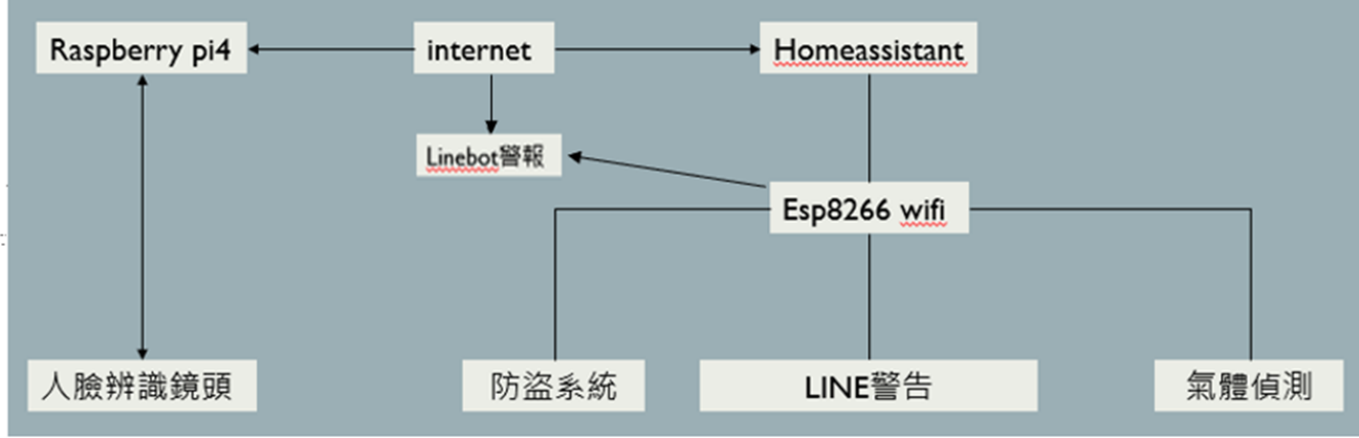 Raspberry pi4
internet
Homeassistant
Linebot警報
Esp8266 wifi
人臉辨識鏡頭
防盜系統
LINE警告
氣體偵測